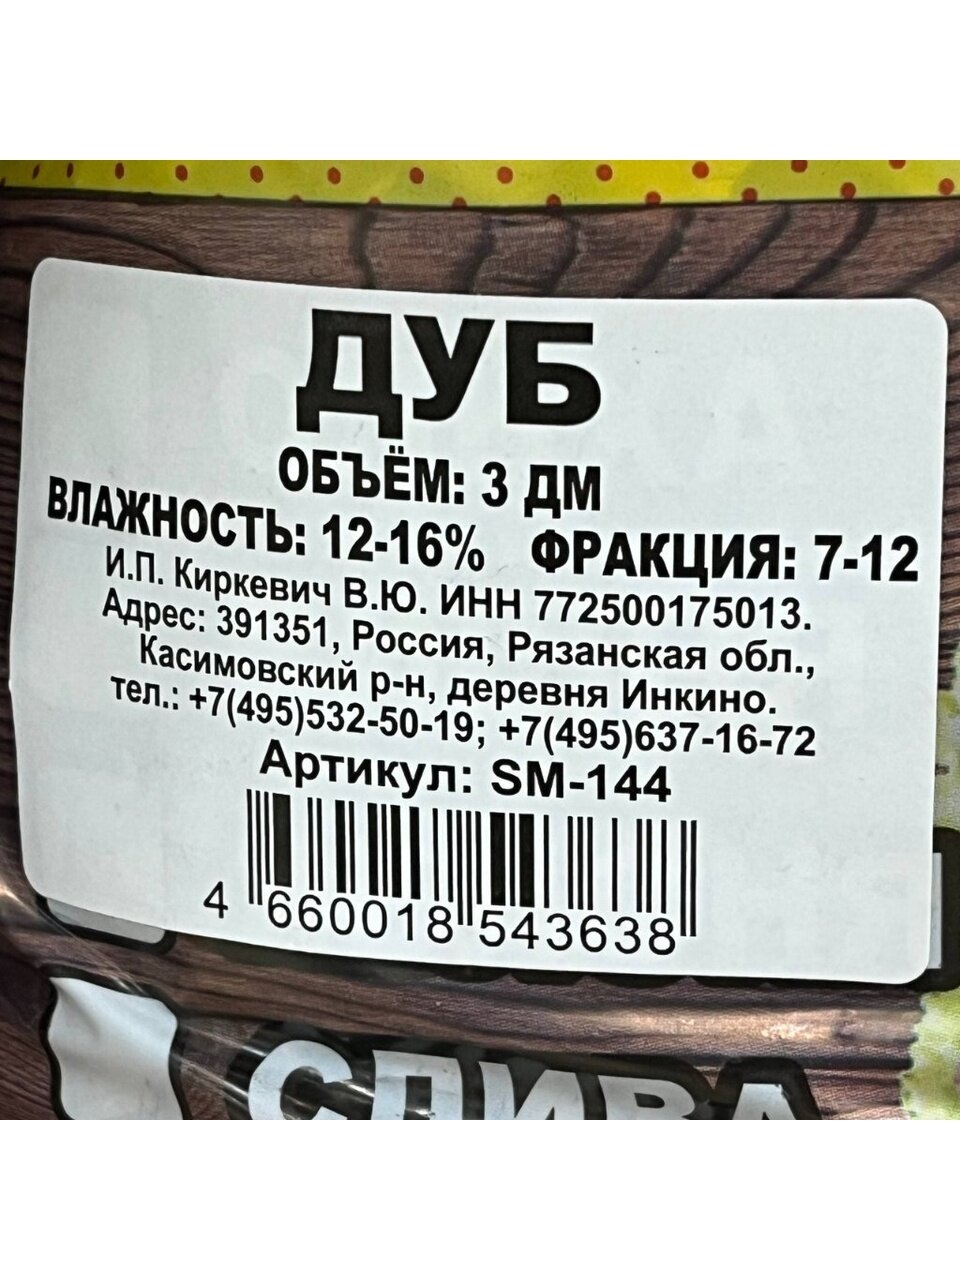 ДУБ
ОБЪЁМ: 3 ДМ
ВЛАЖНОСТЬ: 12-16% ФРАКЦИЯ: 7-12
И.П. Киркевич В.Ю. ИНН 772500175013.
Адрес: 391351, Россия, Рязанская обл.,
Касимовский р-н, деревня Инкино.
тел.: +7(495)532-50-19; +7(495)637-16-72
Артикул: SM-144
4 660018 543638
СЛИВА